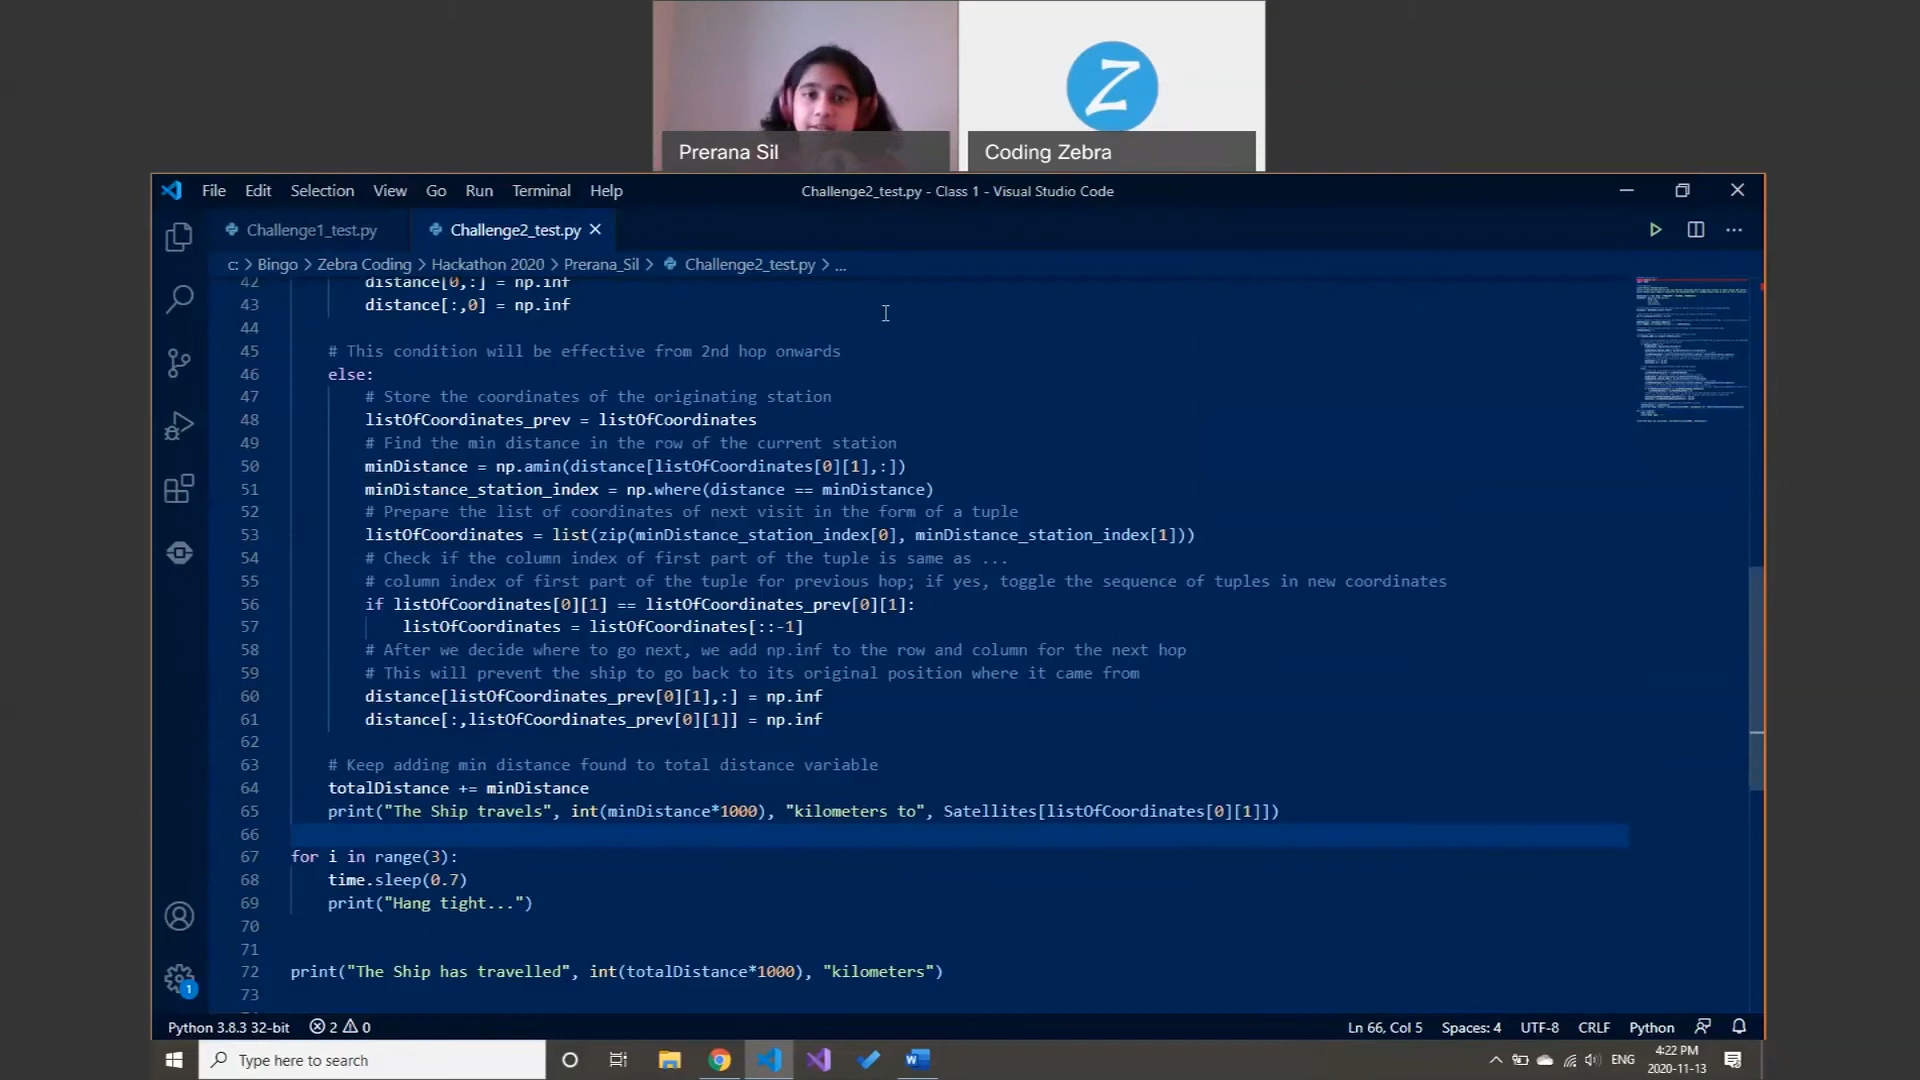 Z
Prerana Sil
Coding Zebra
File Edit Selection View Go Run Terminal Help
Challenge2_test.py - Class 1 - Visual Studio Code
Challenge1_test.py
Challenge2_test.py
c: > Bingo > Zebra Coding > Hackathon 2020 > Prerana_Sil > Challenge2_test.py > ...
42 distance[0,:] = np.inf
43 distance[:,0] = np.inf
44
45 # This condition will be effective from 2nd hop onwards
46 else:
47 # Store the coordinates of the originating station
48 listOfCoordinates_prev = listOfCoordinates
49 # Find the min distance in the row of the current station
50 minDistance = np.amin(distance[listOfCoordinates[0][1],:])
51 minDistance_station_index = np.where(distance == minDistance)
52 # Prepare the list of coordinates of next visit in the form of a tuple
53 listOfCoordinates = list(zip(minDistance_station_index[0], minDistance_station_index[1]))
54 # Check if the column index of first part of the tuple is same as ...
55 # column index of first part of the tuple for previous hop; if yes, toggle the sequence of tuples in new coordinates
56 if listOfCoordinates[0][1] == listOfCoordinates_prev[0][1]:
57 listOfCoordinates = listOfCoordinates[::-1]
58 # After we decide where to go next, we add np.inf to the row and column for the next hop
59 # This will prevent the ship to go back to its original position where it came from
60 distance[listOfCoordinates_prev[0][1],:] = np.inf
61 distance[:,listOfCoordinates_prev[0][1]] = np.inf
62
63 # Keep adding min distance found to total distance variable
64 totalDistance += minDistance
65 print("The Ship travels", int(minDistance*1000), "kilometers to", Satellites[listOfCoordinates[0][1]])
66
67 for i in range(3):
68 time.sleep(0.7)
69 print("Hang tight...")
70
71
72 print("The Ship has travelled", int(totalDistance*1000), "kilometers")
73
1
Python 3.8.3 32-bit 2 0 Ln 66, Col 5 Spaces: 4 UTF-8 CRLF Python
Type here to search
ENG
4:22 PM
2020-11-13